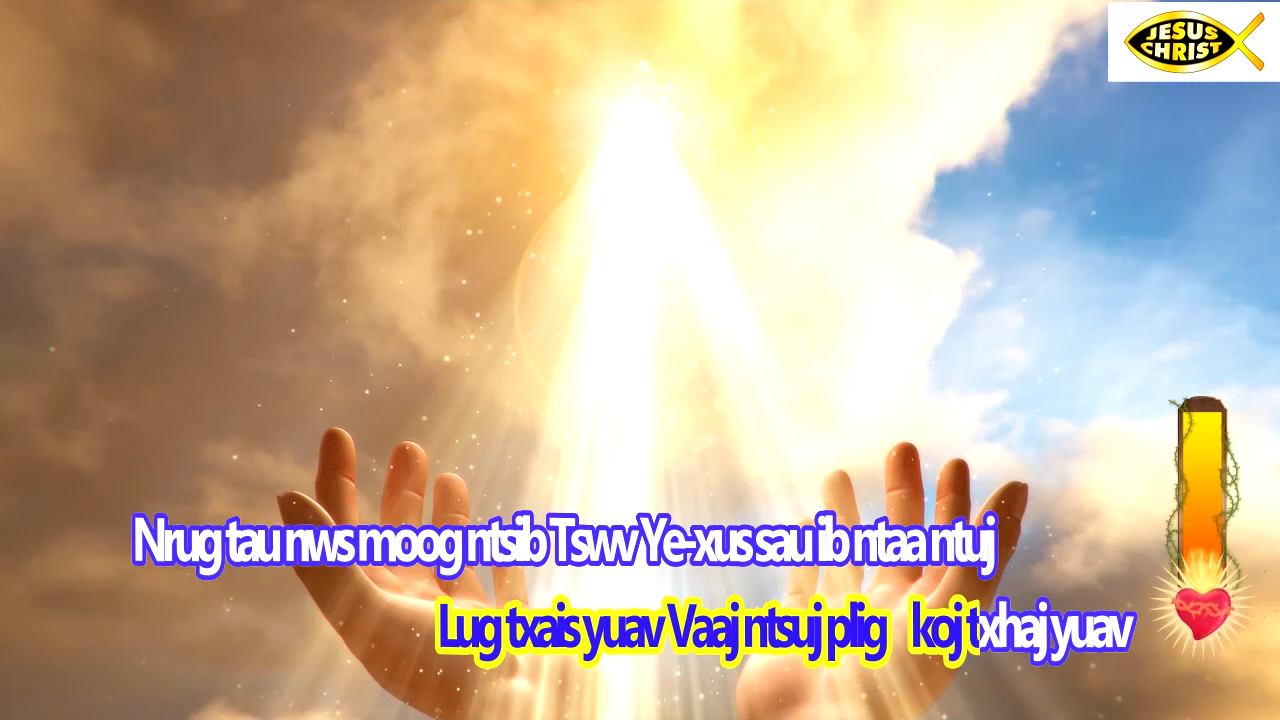 JESUS
CHRIST
Nrug tau nws moog ntsib Tswv Ye-xus sau ib ntaa ntuj
Lug txais yuav Vaaj ntsuj plig koj txhaj yuav